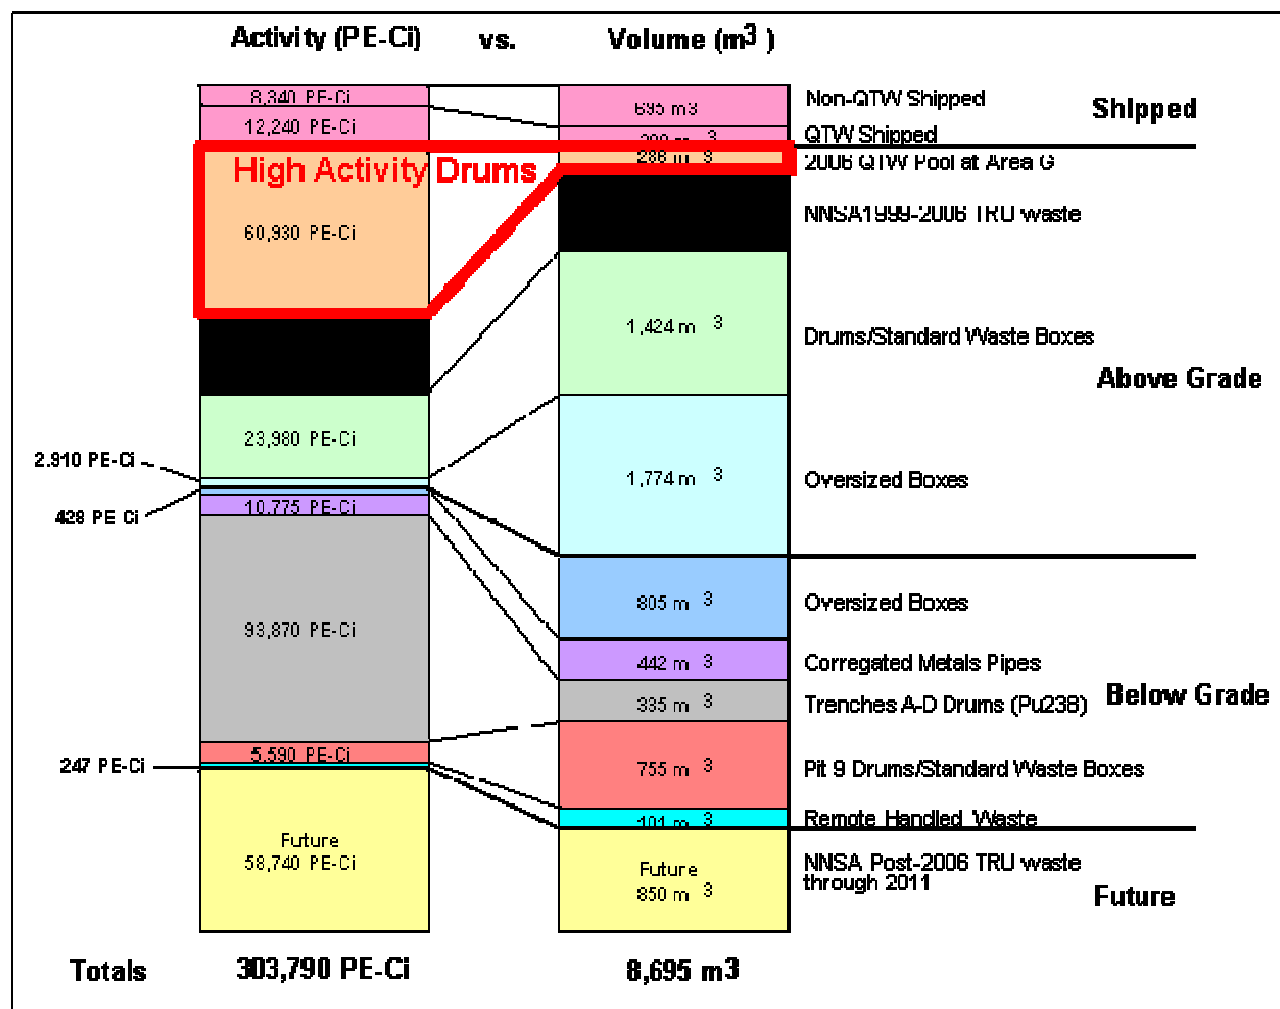 Activity (PE-Ci) vs. Volume (m3 )
8,340 PE-Ci
12,240 PE-Ci
High Activity Drums
60,930 PE-Ci
23,980 PE-Ci
2.910 PE-Ci
428 PE Ci
10,775 PE-Ci
93,870 PE-Ci
5,590 PE-Ci
247 PE-Ci
Future
58,740 PE-Ci
695 m3
m 3
m 3
1,424 m 3
1,774 m 3
805 m 3
442 m 3
335 m 3
755 m 3
101 m 3
Future
850 m 3
Non-QTW Shipped
QTW Shipped
Shipped
2006 QTW Pool at Area G
NNSA1999-2006 TRU waste
Drums/Standard Waste Boxes
Above Grade
Oversized Boxes
Oversized Boxes
Corregated Metals Pipes
Trenches A-D Drums (Pu238)
Below Grade
Pit 9 Drums/Standard Waste Boxes
Remote Handled Waste
NNSA Post-2006 TRU waste
through 2011
Future
Totals 303,790 PE-Ci 8,695 m3